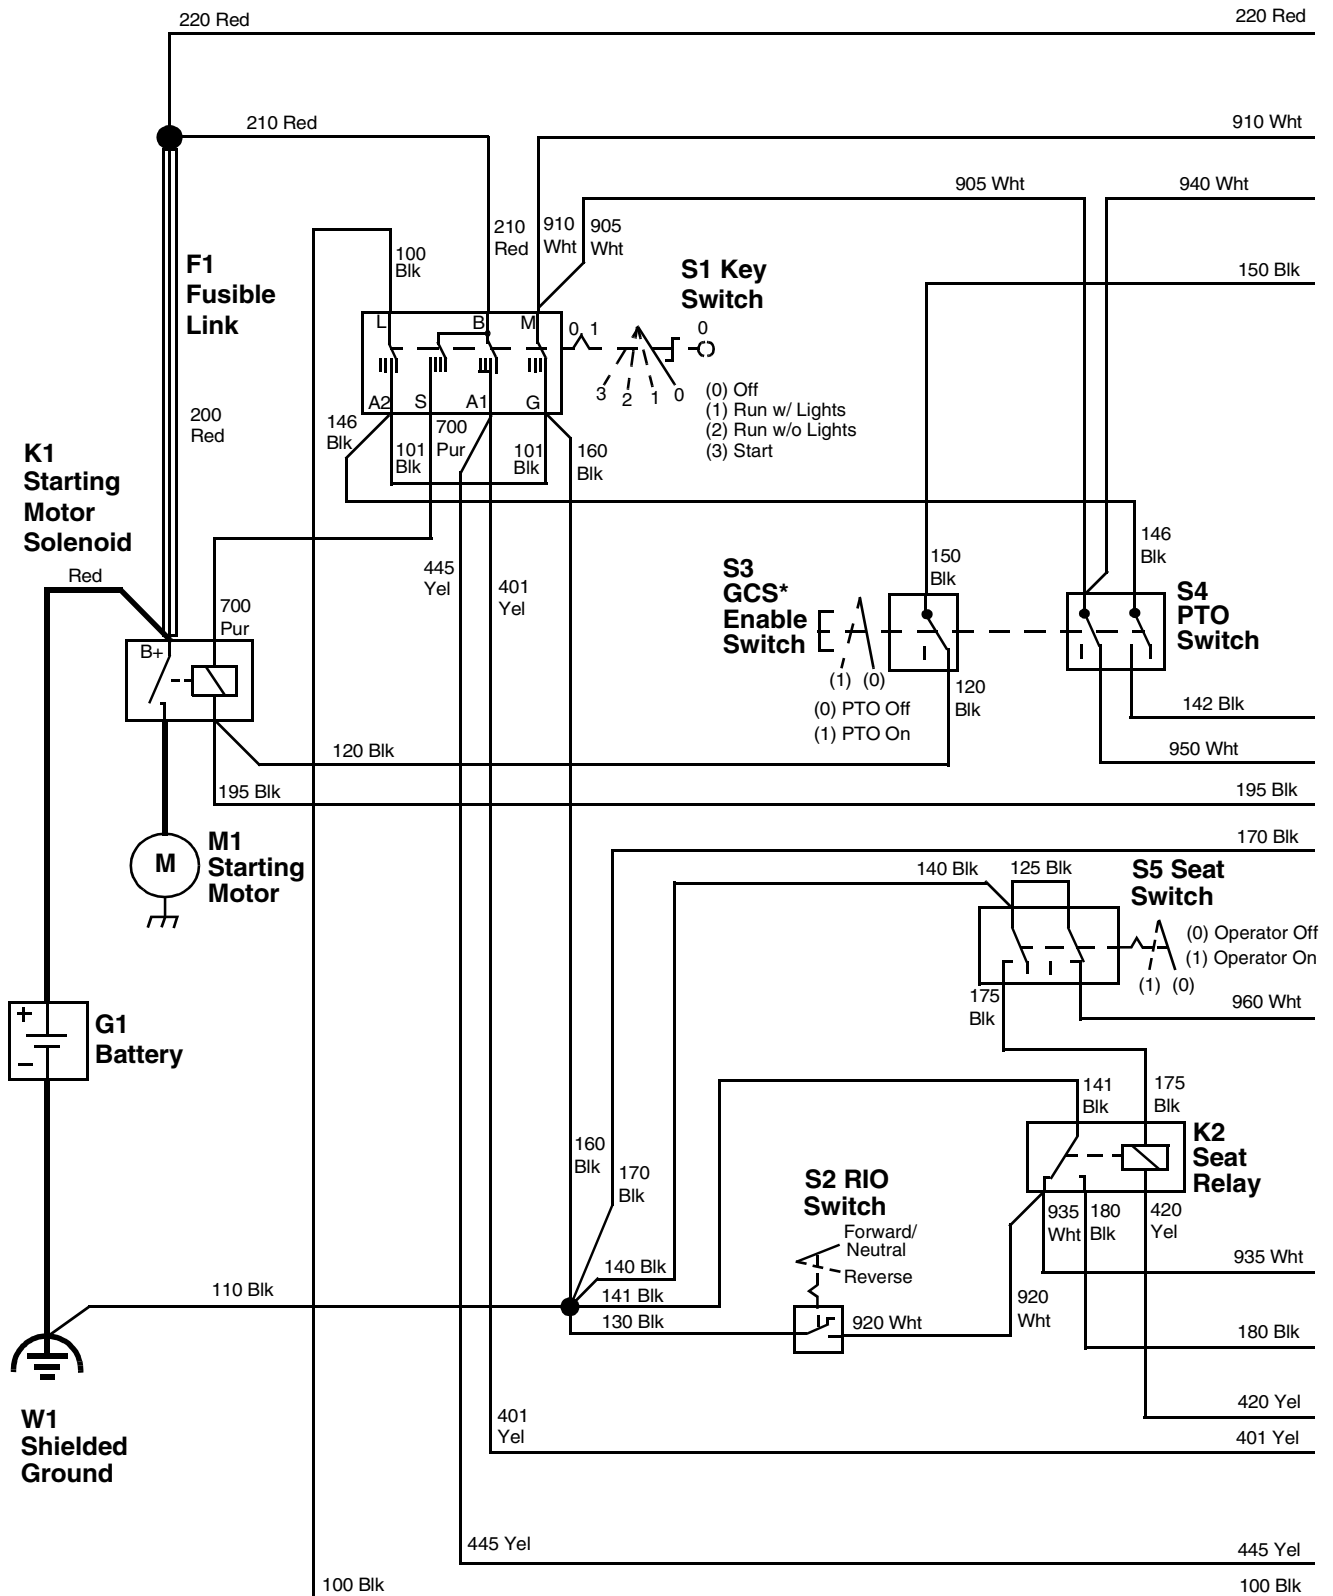 220 Red
220 Red
210 Red
910 Wht
905 Wht
940 Wht
210
Red
910
Wht
905
Wht
100
Blk
F1
Fusible
Link
S1 Key
Switch
150 Blk
L
B
M
0 1
0
3 2 1 0
(0) Off
(1) Run w/ Lights
(2) Run w/o Lights
(3) Start
A2
S
A1
G
200
Red
146
Blk
101
Blk
700
Pur
101
Blk
160
Blk
K1
Starting
Motor
Solenoid
Red
700
Pur
B+
445
Yel
401
Yel
S3
GCS*
Enable
Switch
150
Blk
146
Blk
S4
PTO
Switch
(1) (0)
(0) PTO Off
(1) PTO On
120
Blk
142 Blk
120 Blk
950 Wht
195 Blk
195 Blk
M1
Starting
Motor
M
170 Blk
140 Blk
125 Blk
S5 Seat
Switch
(0) Operator Off
(1) Operator On
(1) (0)
175
Blk
960 Wht
+
–
G1
Battery
141
Blk
175
Blk
K2
Seat
Relay
160
Blk
170
Blk
S2 RIO
Switch
Forward/
Neutral
Reverse
935
Wht
180
Blk
420
Yel
935 Wht
110 Blk
140 Blk
141 Blk
130 Blk
920 Wht
920
Wht
180 Blk
W1
Shielded
Ground
401
Yel
420 Yel
401 Yel
445 Yel
445 Yel
100 Blk
100 Blk